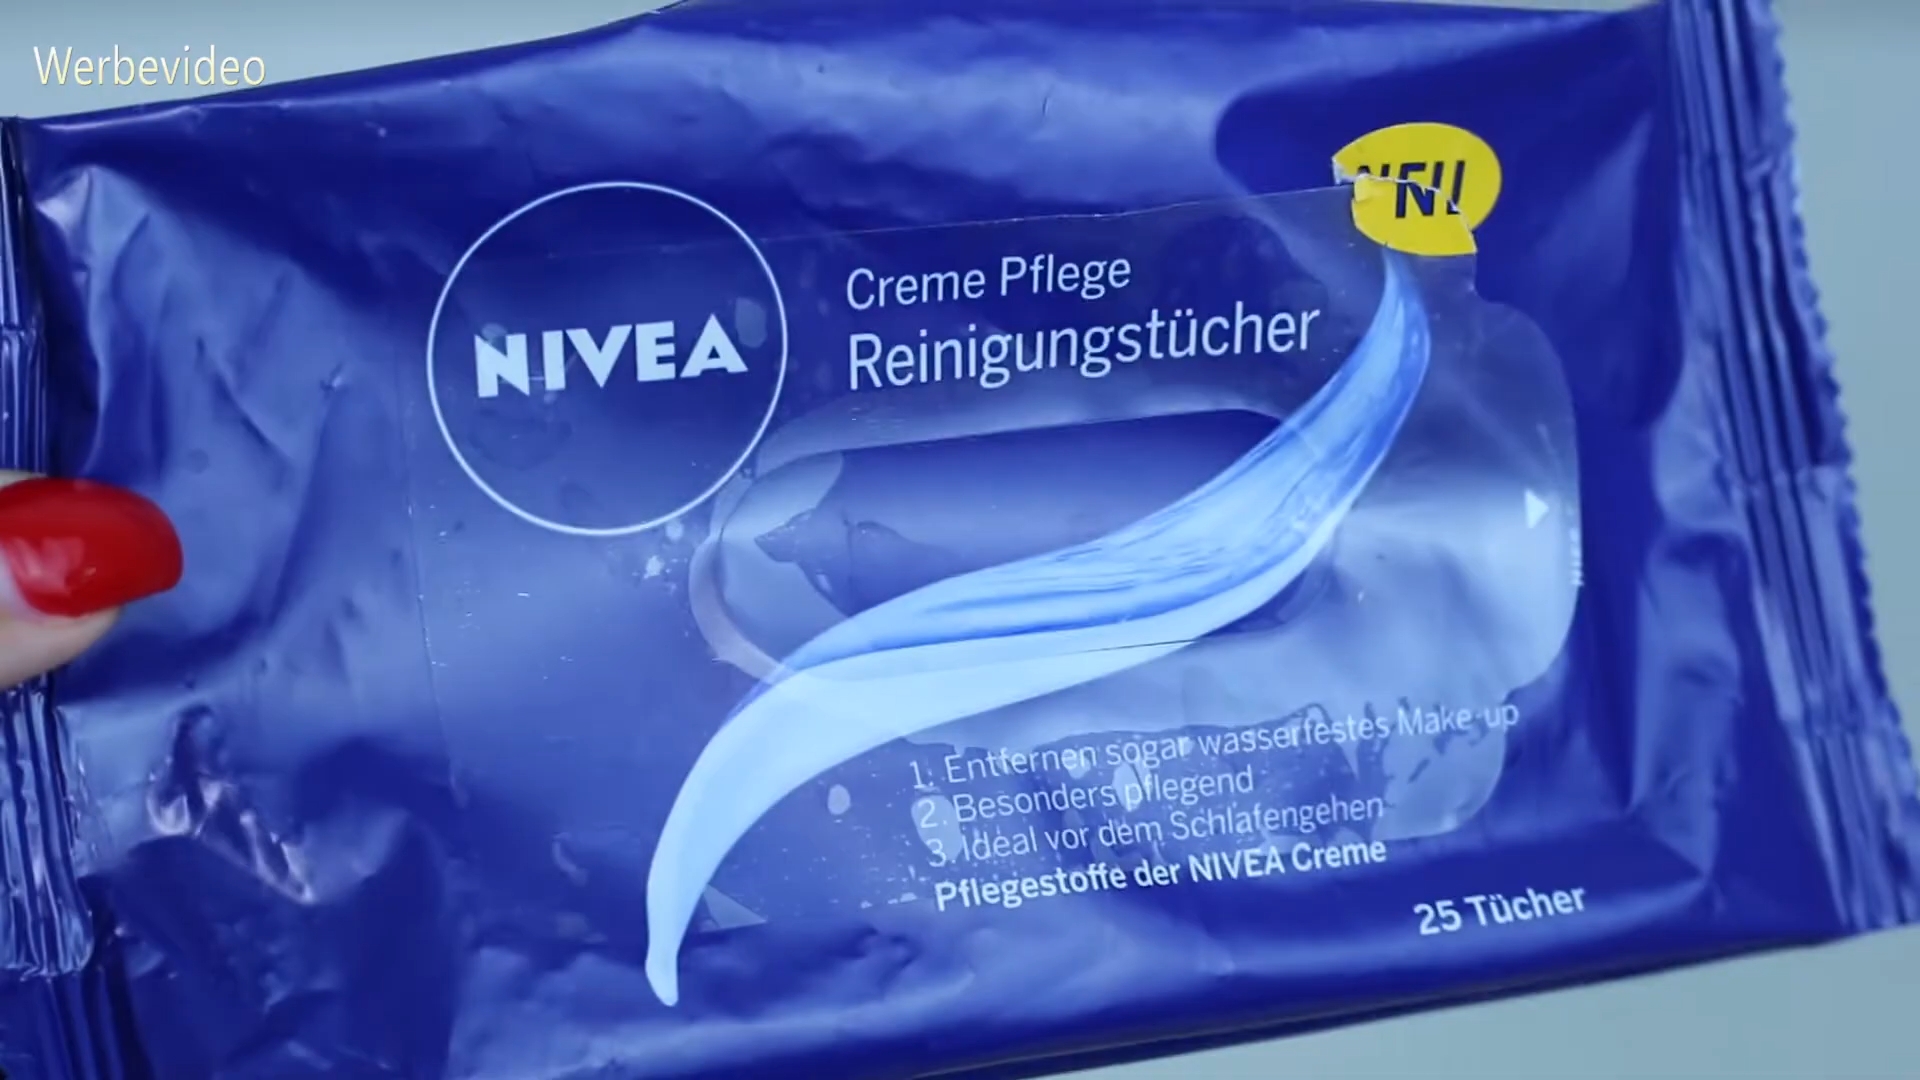 Werbevideo
NEU
NIVEA
Creme Pflege
Reinigungstücher
1. Entfernen sogar wasserfestes Make-up
2. Besonders pflegend
3. Ideal vor dem Schlafengehen
Pflegestoffe der NIVEA Creme
25 Tücher